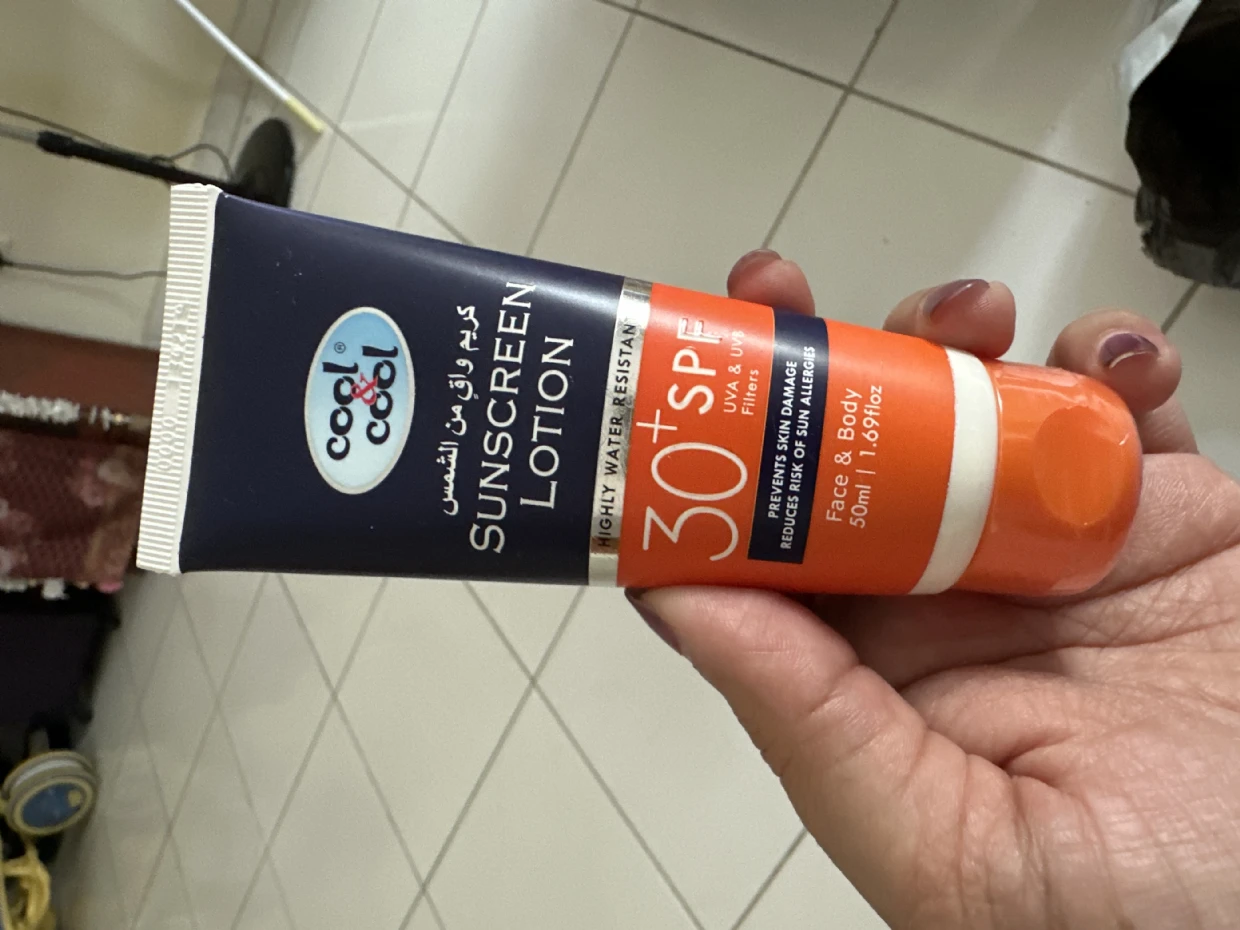 cool & cool®
كريم واقي من الشمس
SUNSCREEN
LOTION
HIGHLY WATER RESISTANT
30+ SPF
UVA & UVB
Filters
PREVENTS SKIN DAMAGE
REDUCES RISK OF SUN ALLERGIES
Face & Body
50ml | 1.69floz